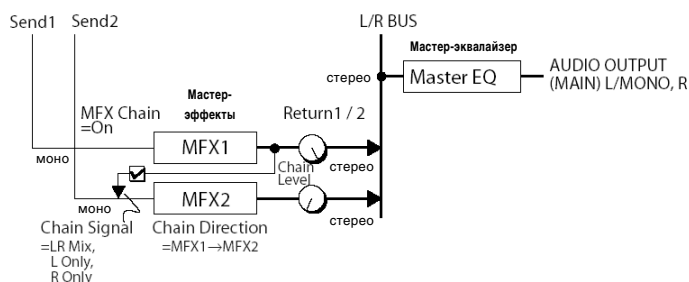 Send1 Send2
L/R BUS
Мастер-эквалайзер
стерео
Master EQ
AUDIO OUTPUT
(MAIN) L/MONO, R
MFX Chain
=On
Мастер-
эффекты
Return1 / 2
моно
MFX1
Chain
Level
стерео
моно
MFX2
стерео
Chain Signal
=LR Mix,
L Only,
R Only
Chain Direction
=MFX1→MFX2